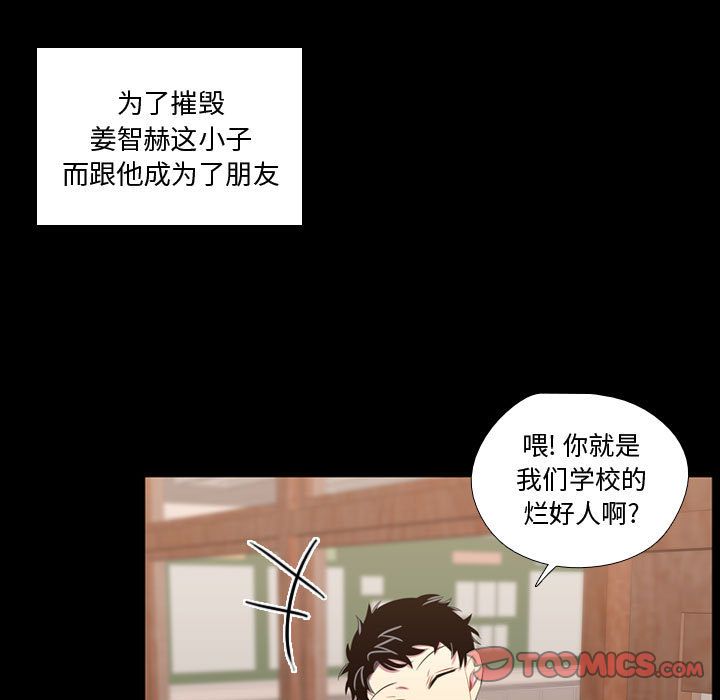 为了摧毁
姜智赫这小子
而跟他成为了朋友
喂! 你就是
我们学校的
烂好人啊?
TOOMICS.COM